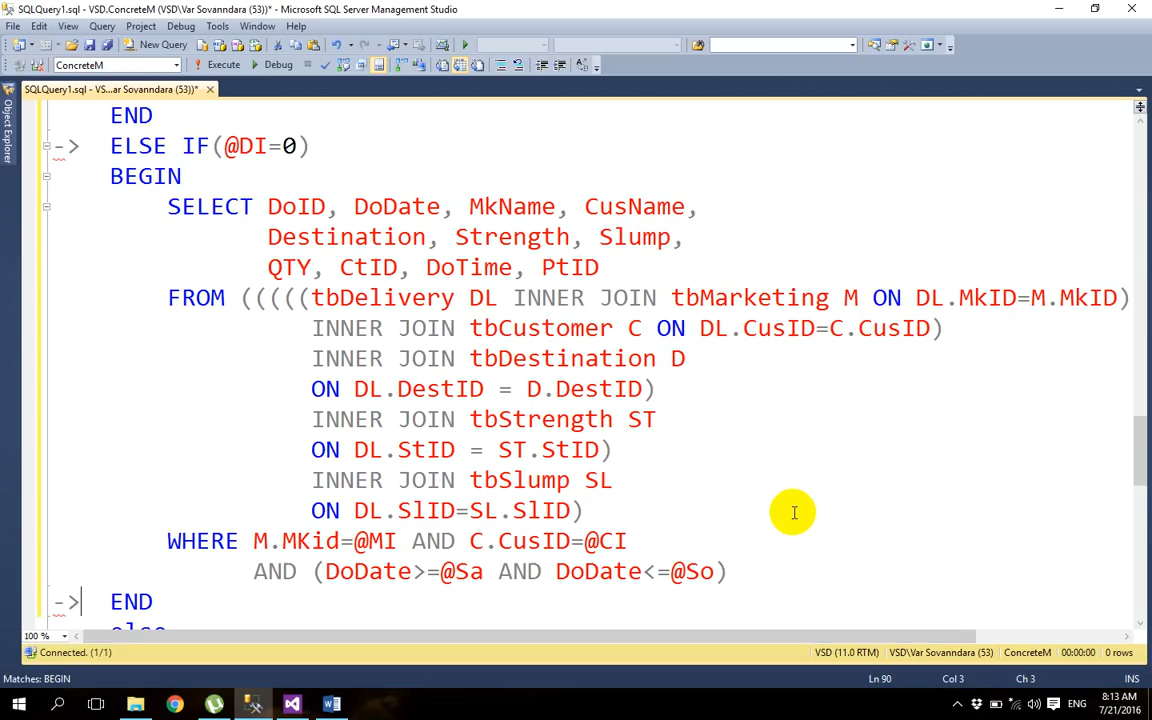 SQLQuery1.sql - VSD.ConcreteM (VSD\Var Sovanndara (53))* - Microsoft SQL Server Management Studio
File Edit View Query Project Debug Tools Window Help
New Query
ConcreteM Execute Debug
SQLQuery1.sql - VS...ar Sovanndara (53))*
Object Explorer
END
-> ELSE IF(@DI=0)
BEGIN
SELECT DoID, DoDate, MkName, CusName,
Destination, Strength, Slump,
QTY, CtID, DoTime, PtID
FROM (((((tbDelivery DL INNER JOIN tbMarketing M ON DL.MkID=M.MkID)
INNER JOIN tbCustomer C ON DL.CusID=C.CusID)
INNER JOIN tbDestination D
ON DL.DestID = D.DestID)
INNER JOIN tbStrength ST
ON DL.StID = ST.StID)
INNER JOIN tbSlump SL
ON DL.SlID=SL.SlID)
WHERE M.MKid=@MI AND C.CusID=@CI
AND (DoDate>=@Sa AND DoDate<=@So)
-> END
else
100 %
Connected. (1/1) VSD (11.0 RTM) VSD\Var Sovanndara (53) ConcreteM 00:00:00 0 rows
Matches: BEGIN Ln 90 Col 3 Ch 3 INS
ENG 8:13 AM
7/21/2016